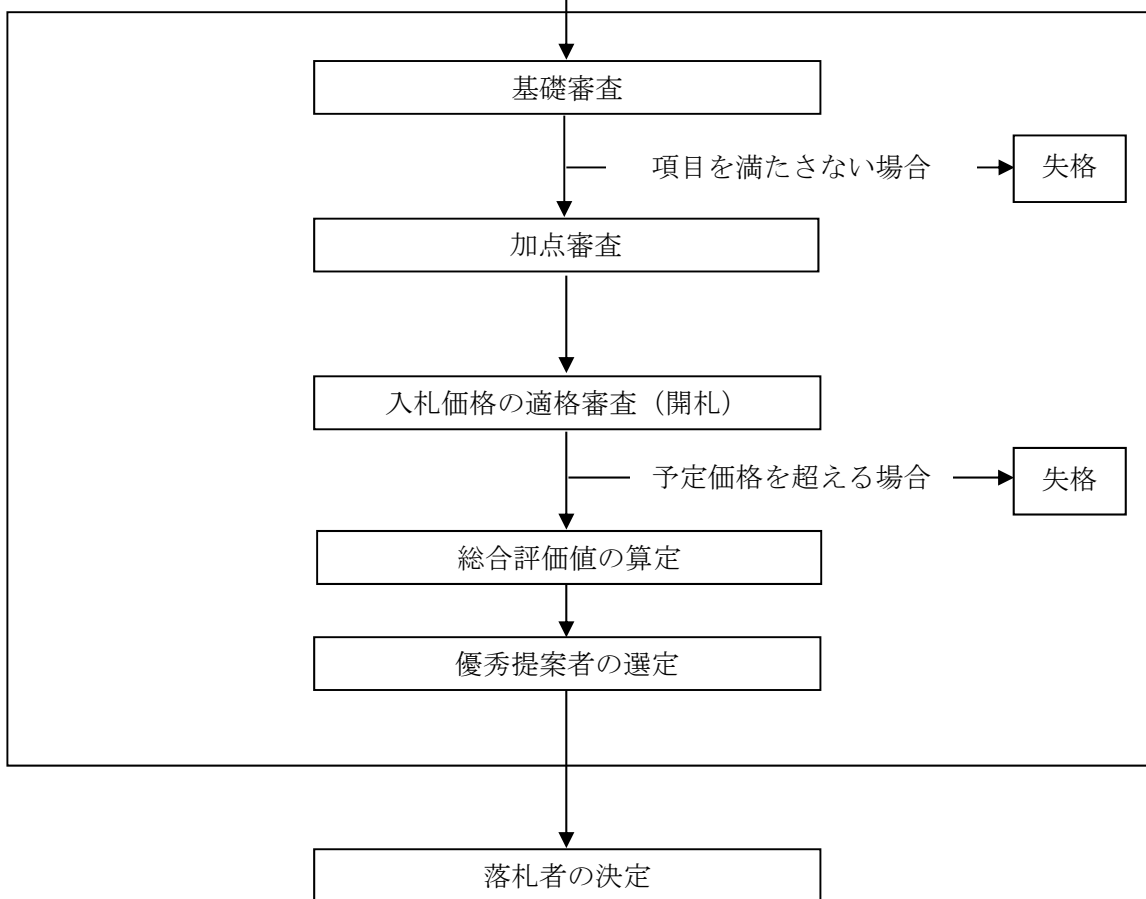 基礎審査
項目を満たさない場合
失格
加点審査
入札価格の適格審査（開札）
予定価格を超える場合
失格
総合評価値の算定
優秀提案者の選定
落札者の決定